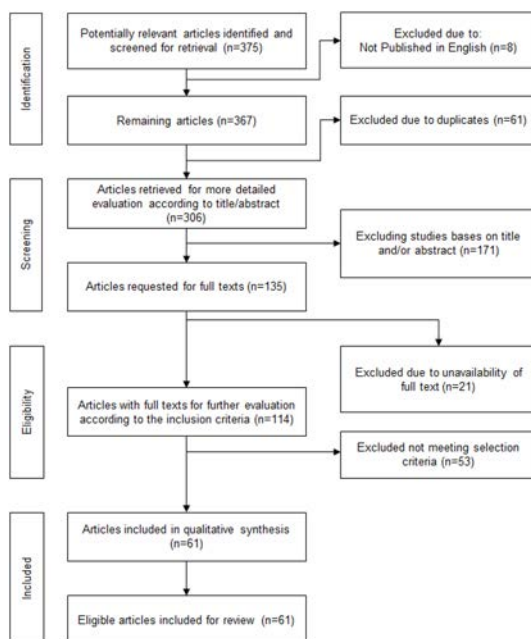 Identification
Potentially relevant articles identified and
screened for retrieval (n=375)
Excluded due to:
Not Published in English (n=8)
Remaining articles (n=367)
Excluded due to duplicates (n=61)
Screening
Articles retrieved for more detailed
evaluation according to title/abstract
(n=306)
Excluding studies bases on title
and/or abstract (n=171)
Articles requested for full texts (n=135)
Eligibility
Excluded due to unavailability of
full text (n=21)
Articles with full texts for further evaluation
according to the inclusion criteria (n=114)
Excluded not meeting selection
criteria (n=53)
Included
Articles included in qualitative synthesis
(n=61)
Eligible articles included for review (n=61)